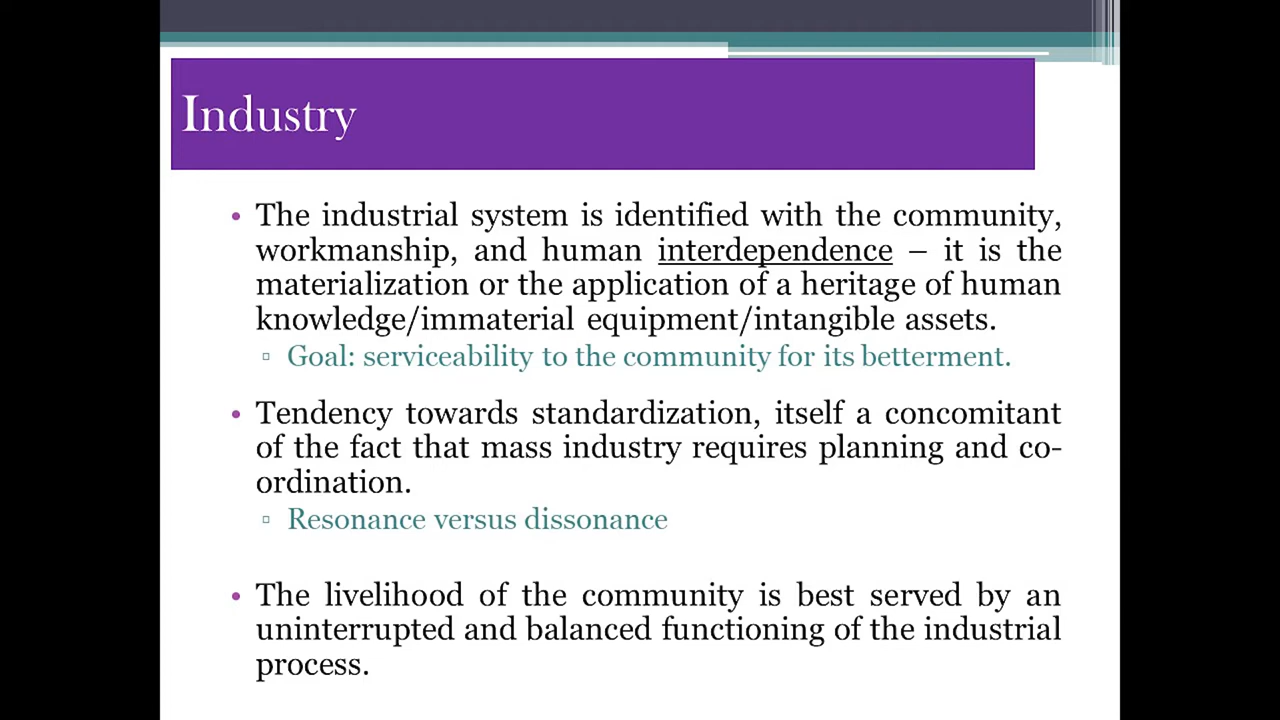 Industry
• The industrial system is identified with the community,
workmanship, and human interdependence – it is the
materialization or the application of a heritage of human
knowledge/immaterial equipment/intangible assets.
▫ Goal: serviceability to the community for its betterment.
• Tendency towards standardization, itself a concomitant
of the fact that mass industry requires planning and co-
ordination.
▫ Resonance versus dissonance
• The livelihood of the community is best served by an
uninterrupted and balanced functioning of the industrial
process.